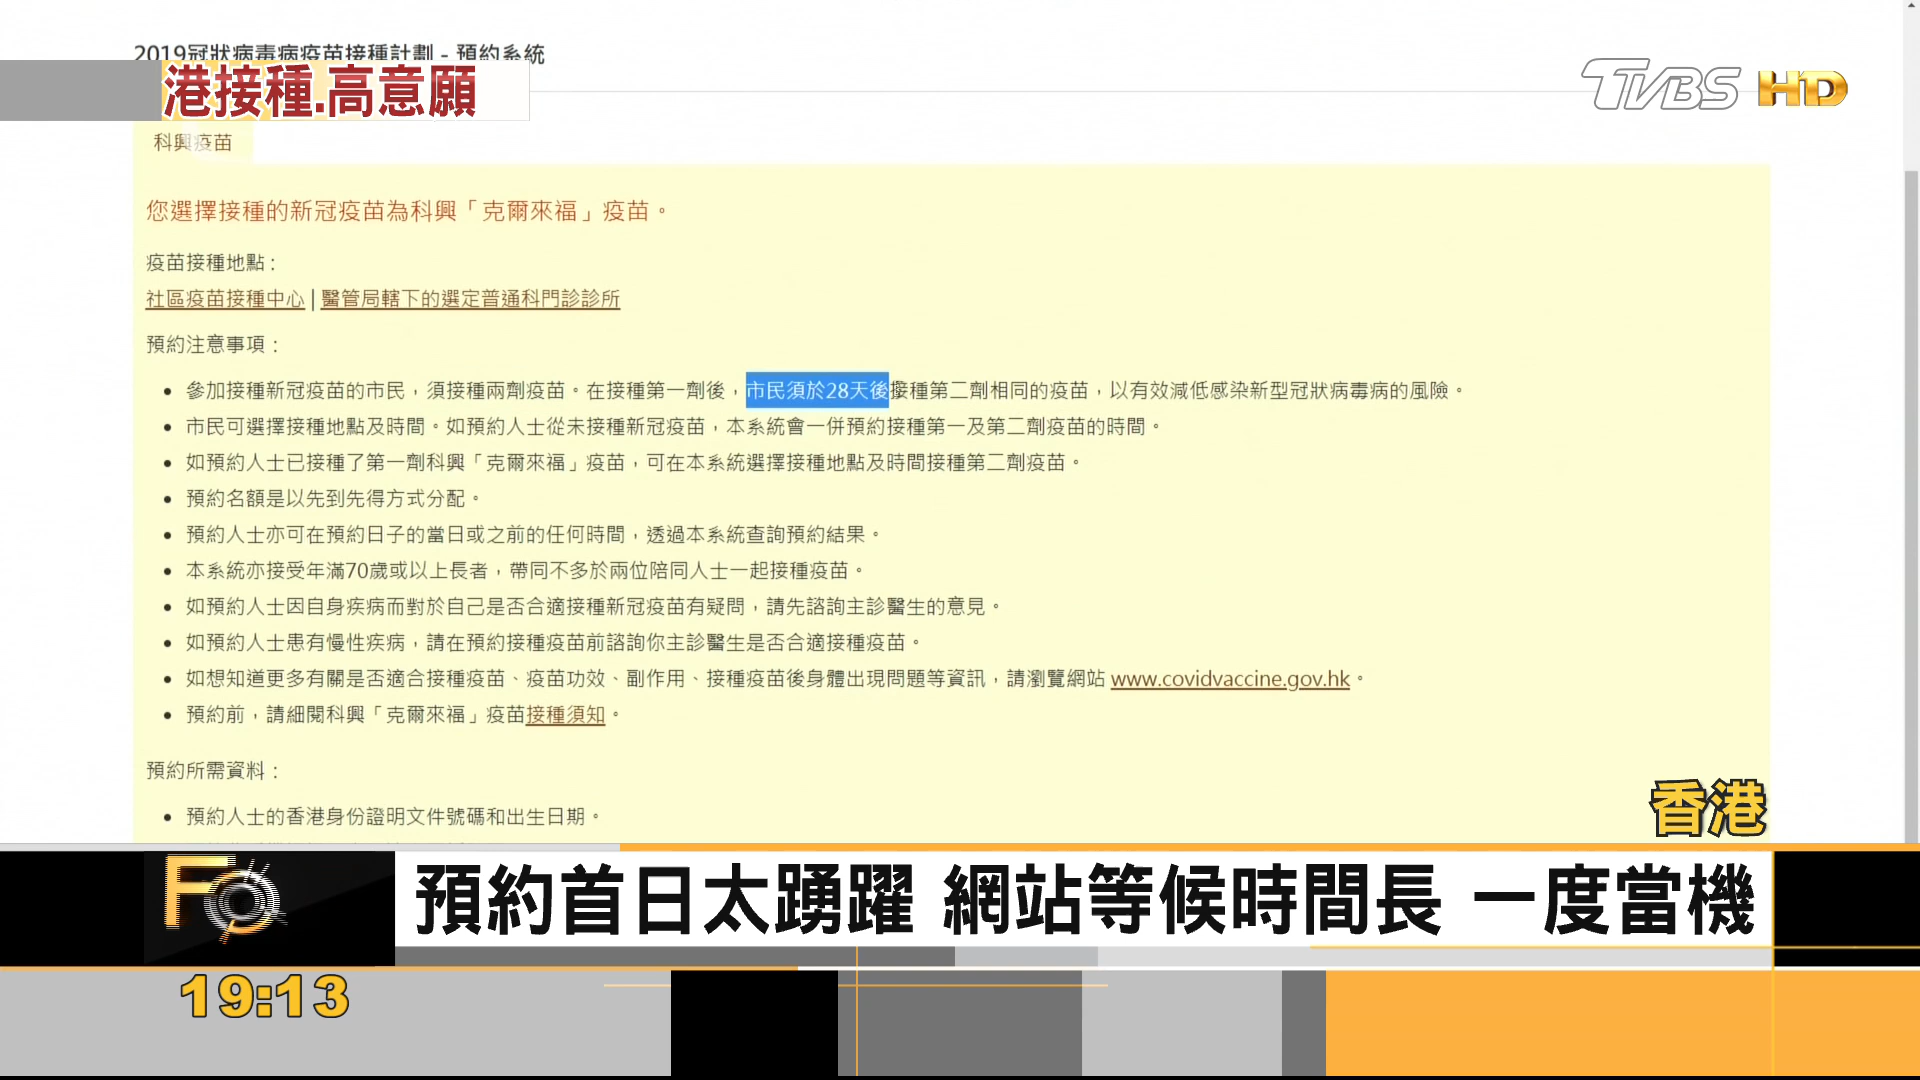 2019冠狀病毒病疫苗接種計劃 - 預約系統
港接種.高意願
TVBS HD
科興疫苗
您選擇接種的新冠疫苗為科興「克爾來福」疫苗。
疫苗接種地點：
社區疫苗接種中心 | 醫管局轄下的選定普通科門診診所
預約注意事項：
• 參加接種新冠疫苗的市民，須接種兩劑疫苗。在接種第一劑後，市民須於28天後接種第二劑相同的疫苗，以有效減低感染新型冠狀病毒病的風險。
• 市民可選擇接種地點及時間。如預約人士從未接種新冠疫苗，本系統會一併預約接種第一及第二劑疫苗的時間。
• 如預約人士已接種了第一劑科興「克爾來福」疫苗，可在本系統選擇接種地點及時間接種第二劑疫苗。
• 預約名額是以先到先得方式分配。
• 預約人士亦可在預約日子的當日或之前的任何時間，透過本系統查詢預約結果。
• 本系統亦接受年滿70歲或以上長者，帶同不多於兩位陪同人士一起接種疫苗。
• 如預約人士因自身疾病而對於自己是否合適接種新冠疫苗有疑問，請先諮詢主診醫生的意見。
• 如預約人士患有慢性疾病，請在預約接種疫苗前諮詢你主診醫生是否合適接種疫苗。
• 如想知道更多有關是否適合接種疫苗、疫苗功效、副作用、接種疫苗後身體出現問題等資訊，請瀏覽網站 www.covidvaccine.gov.hk。
• 預約前，請細閱科興「克爾來福」疫苗接種須知。
預約所需資料：
• 預約人士的香港身份證明文件號碼和出生日期。
香港
預約首日太踴躍 網站等候時間長 一度當機
19:13